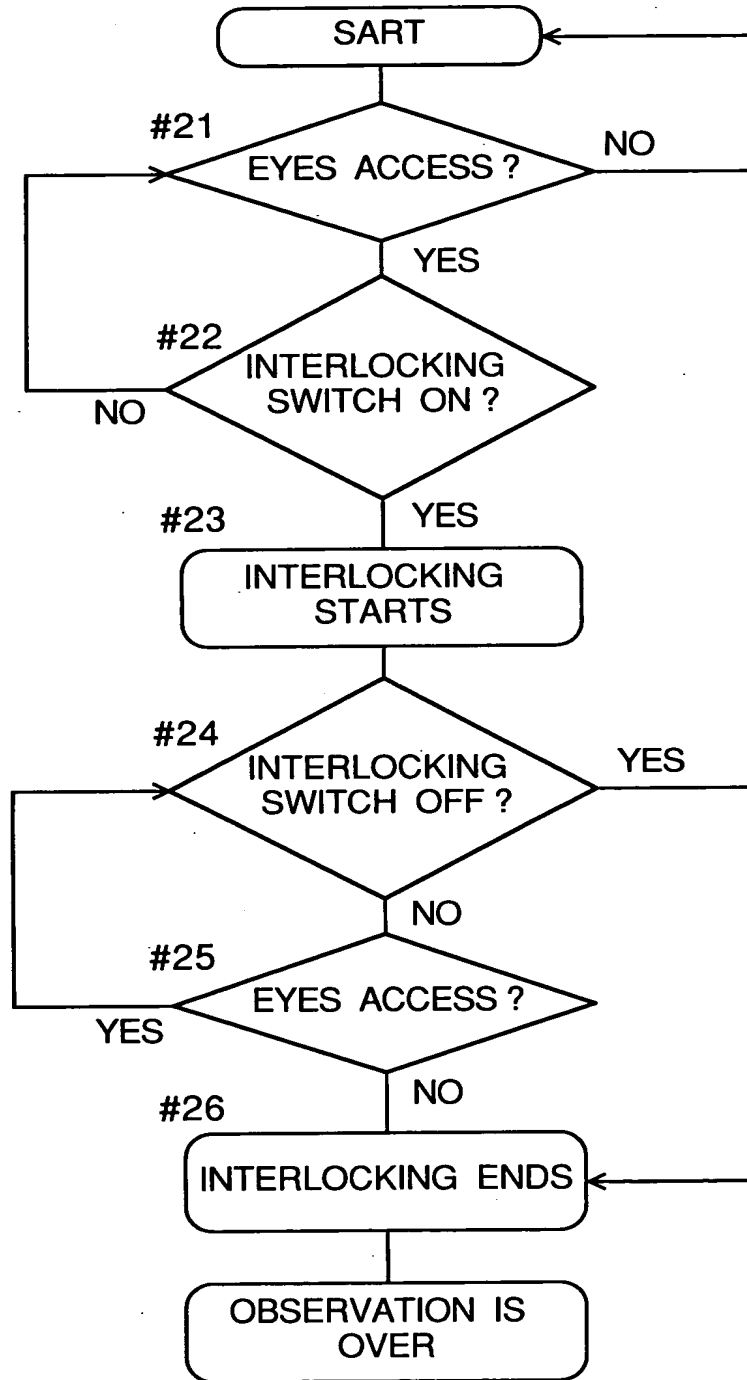 SART
#21
EYES ACCESS ?
NO
YES
#22
INTERLOCKING
SWITCH ON ?
NO
YES
#23
INTERLOCKING
STARTS
#24
INTERLOCKING
SWITCH OFF ?
YES
NO
#25
EYES ACCESS ?
YES
NO
#26
INTERLOCKING ENDS
OBSERVATION IS
OVER